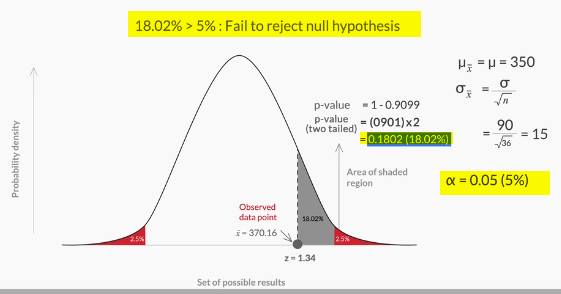 18.02% > 5% : Fail to reject null hypothesis
μx̄ = μ = 350
σx̄ = σ / √n
= 90 / √36 = 15
α = 0.05 (5%)
p-value = 1 - 0.9099
p-value (two tailed) = (0901) x 2
= 0.1802 (18.02%)
Area of shaded
region
Probability density
Observed
data point
x̄ = 370.16
18.02%
2.5%
2.5%
z = 1.34
Set of possible results